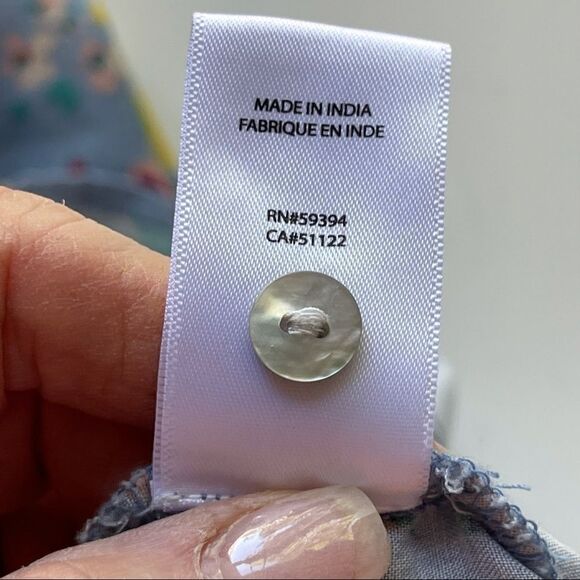 MADE IN INDIA
FABRIQUE EN INDE
RN#59394
CA#51122